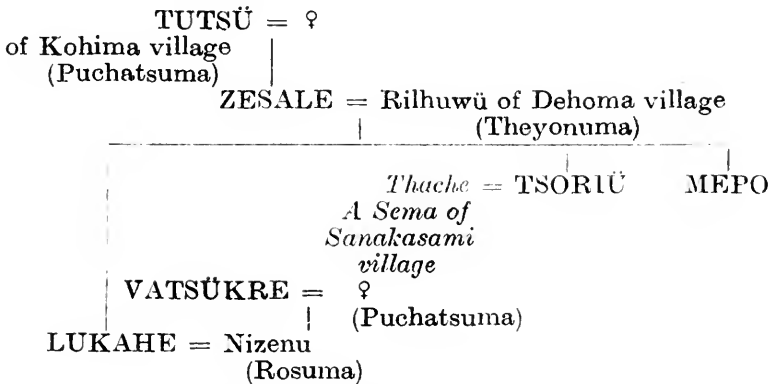 TUTSÜ = ♀
of Kohima village
(Puchatsuma)
ZESALE = Rilhuwü of Dehoma village
(Theyonuma)
Thache = TSORIÜ MEPO
A Sema of
Sanakasami
village
VATSÜKRE = ♀
(Puchatsuma)
LUKAHE = Nizenu
(Rosuma)